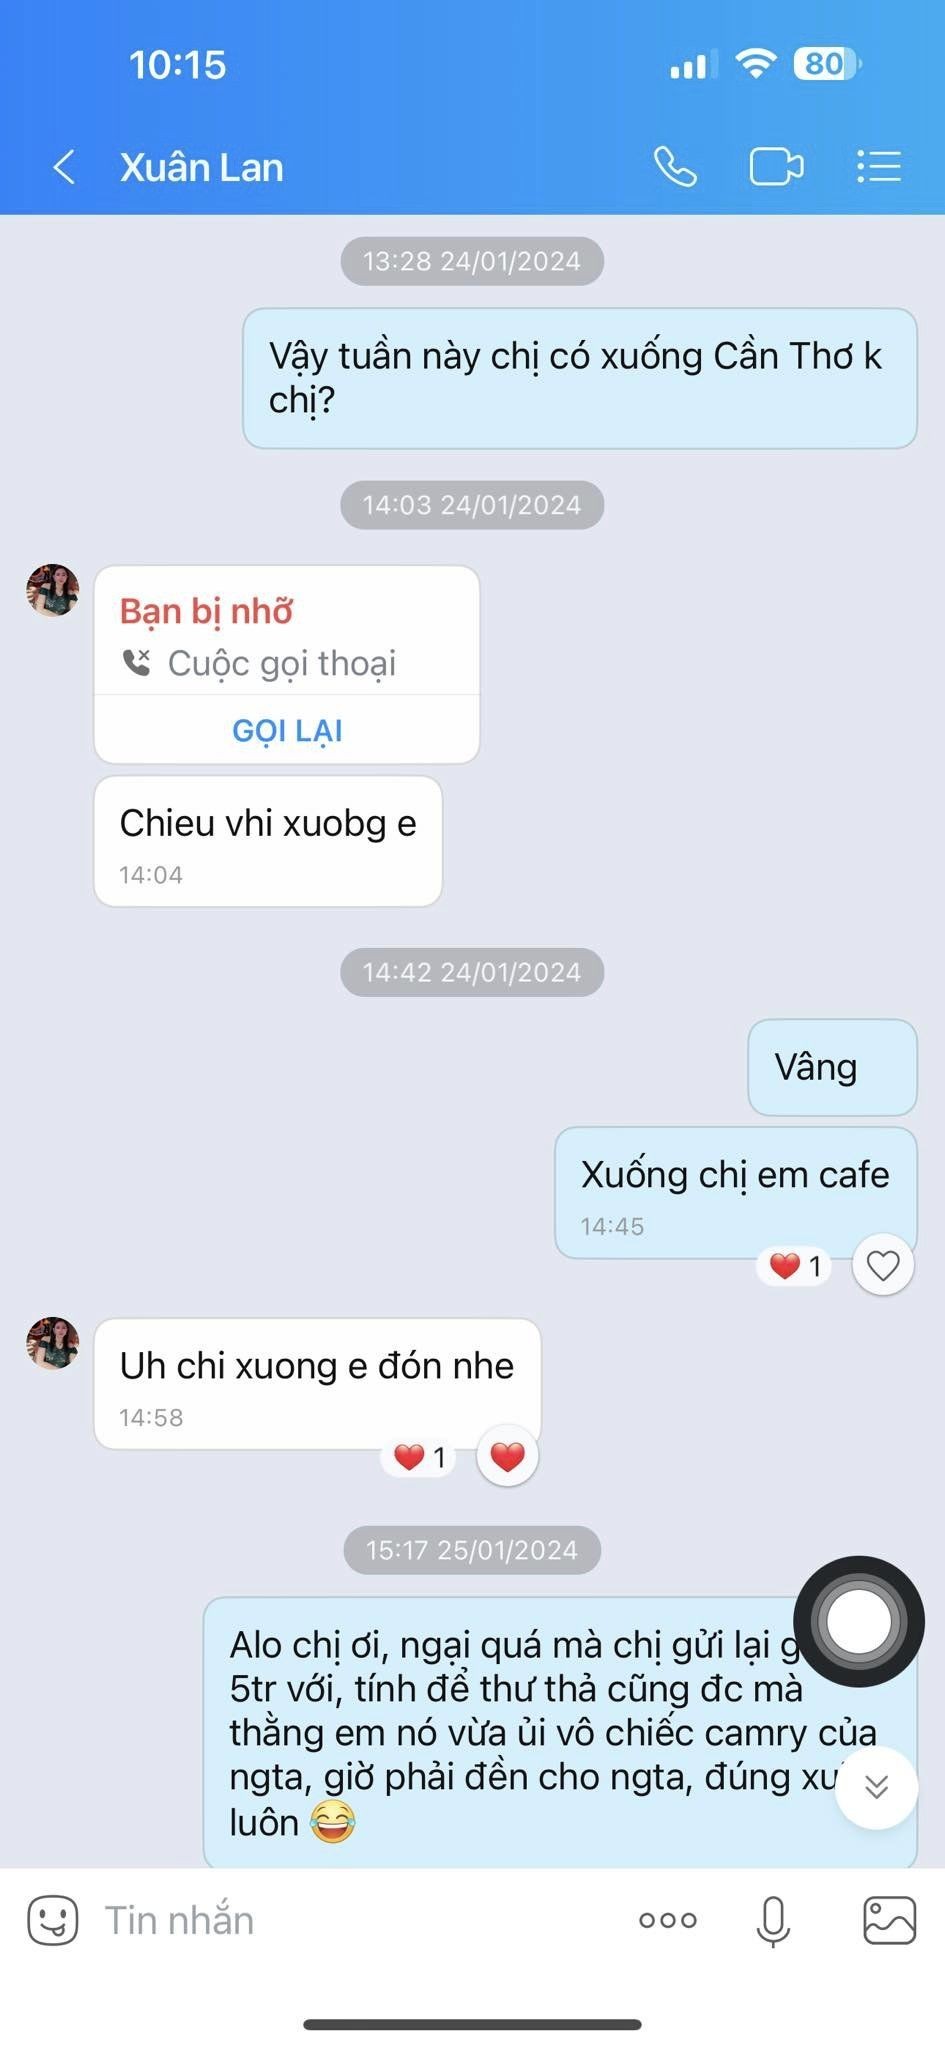 10:15
80
Xuân Lan
13:28 24/01/2024
Vậy tuần này chị có xuống Cần Thơ k
chị?
14:03 24/01/2024
Bạn bị nhỡ
Cuộc gọi thoại
GỌI LẠI
Chieu vhi xuobg e
14:04
14:42 24/01/2024
Vâng
Xuống chị em cafe
14:45
1
Uh chi xuong e đón nhe
14:58
1
15:17 25/01/2024
Alo chị ơi, ngại quá mà chị gửi lại
5tr với, tính để thư thả cũng đc mà
thằng em nó vừa ủi vô chiếc camry của
ngta, giờ phải đền cho ngta, đúng
luôn 😂
Tin nhắn